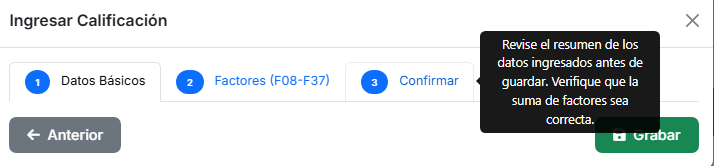 Ingresar Calificación
1 Datos Básicos
2 Factores (F08-F37)
3 Confirmar
Revise el resumen de los
datos ingresados antes de
guardar. Verifique que la
suma de factores sea
correcta.
Anterior
Grabar